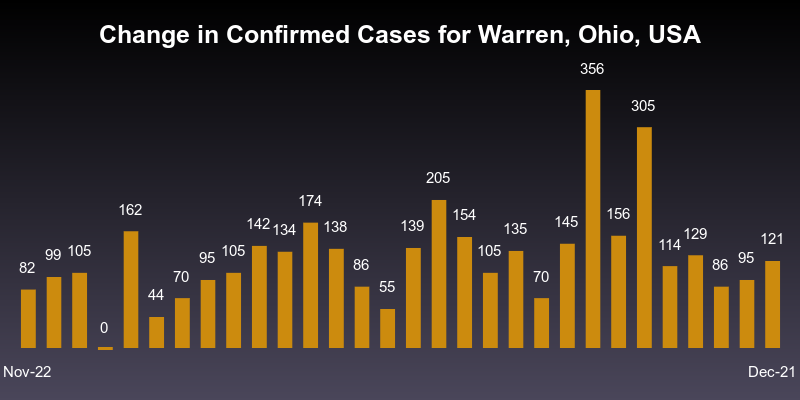 Change in Confirmed Cases for Warren, Ohio, USA
82 99 105 0 162 44 70 95 105 142 134 174 138 86 55 139 205 154 105 135 70 145 356 156 305 114 129 86 95 121
Nov-22 Dec-21